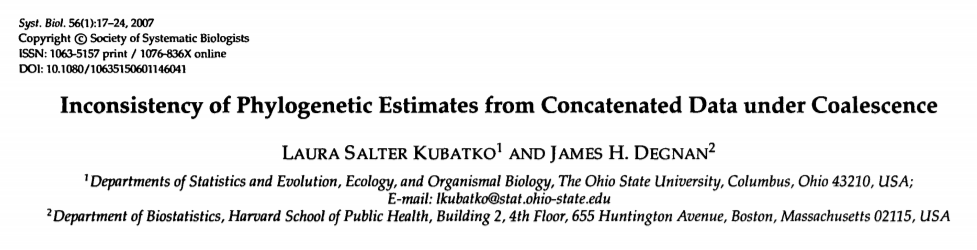 Syst. Biol. 56(1):17–24, 2007
Copyright © Society of Systematic Biologists
ISSN: 1063-5157 print / 1076-836X online
DOI: 10.1080/10635150601146041
Inconsistency of Phylogenetic Estimates from Concatenated Data under Coalescence
LAURA SALTER KUBATKO¹ AND JAMES H. DEGNAN²
¹Departments of Statistics and Evolution, Ecology, and Organismal Biology, The Ohio State University, Columbus, Ohio 43210, USA;
E-mail: lkubatko@stat.ohio-state.edu
²Department of Biostatistics, Harvard School of Public Health, Building 2, 4th Floor, 655 Huntington Avenue, Boston, Massachusetts 02115, USA